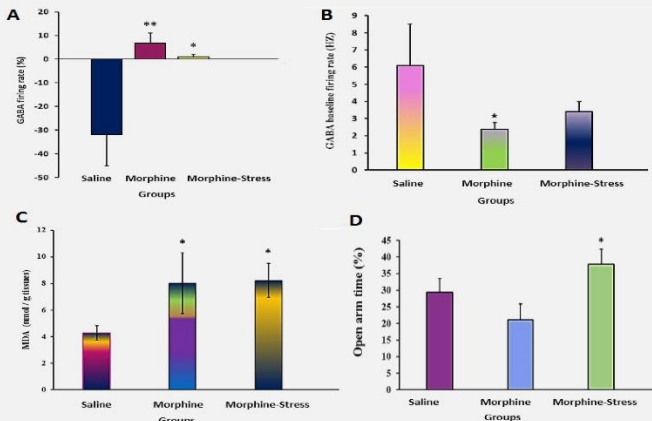 A
GABA firing rate (%)
20
10
0
-10
-20
-30
-40
-50
**
*
Saline Morphine Morphine-Stress
Groups
B
GABA baseline firing rate (HZ)
9
8
7
6
5
4
3
2
1
0
*
Saline Morphine Morphine-Stress
Groups
C
MDA (nmol / g tissues)
12
10
8
6
4
2
0
*
*
Saline Morphine Morphine-Stress
Groups
D
Open arm time (%)
45
40
35
30
25
20
15
10
5
0
*
Saline Morphine Morphine-Stress
Groups